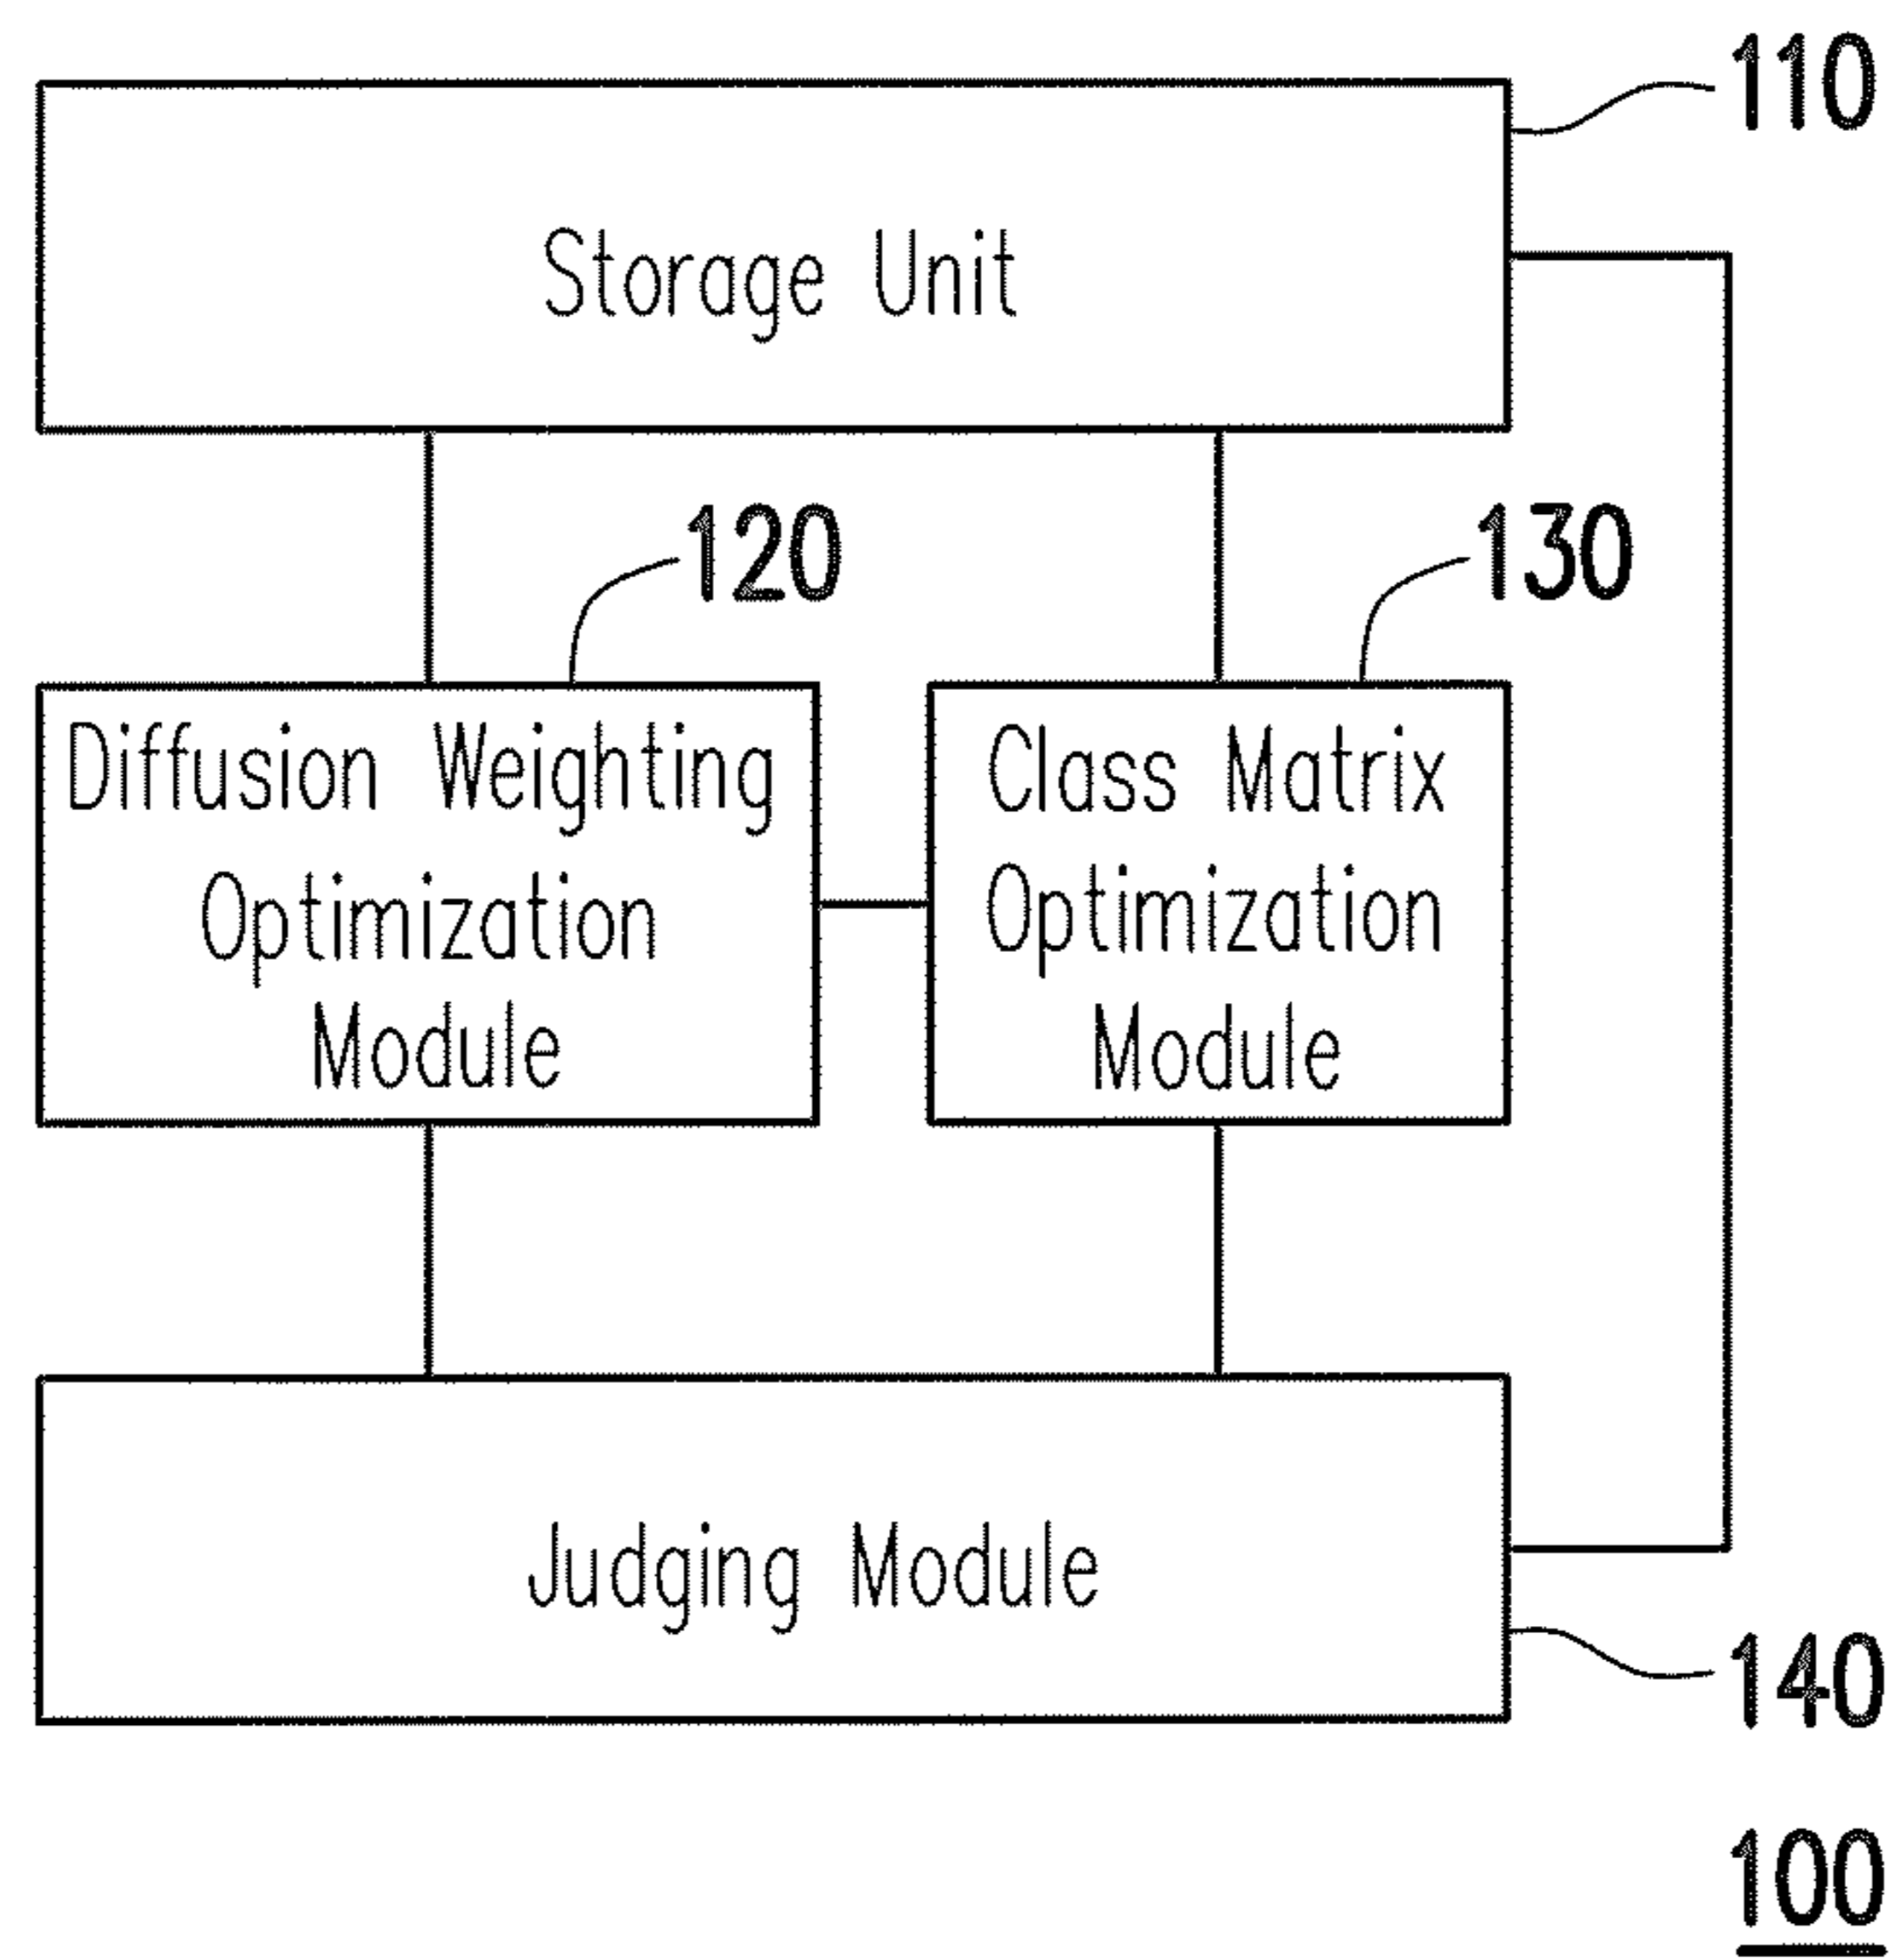 110
Storage Unit
120
130
Diffusion Weighting
Optimization
Module
Class Matrix
Optimization
Module
Judging Module
140
100